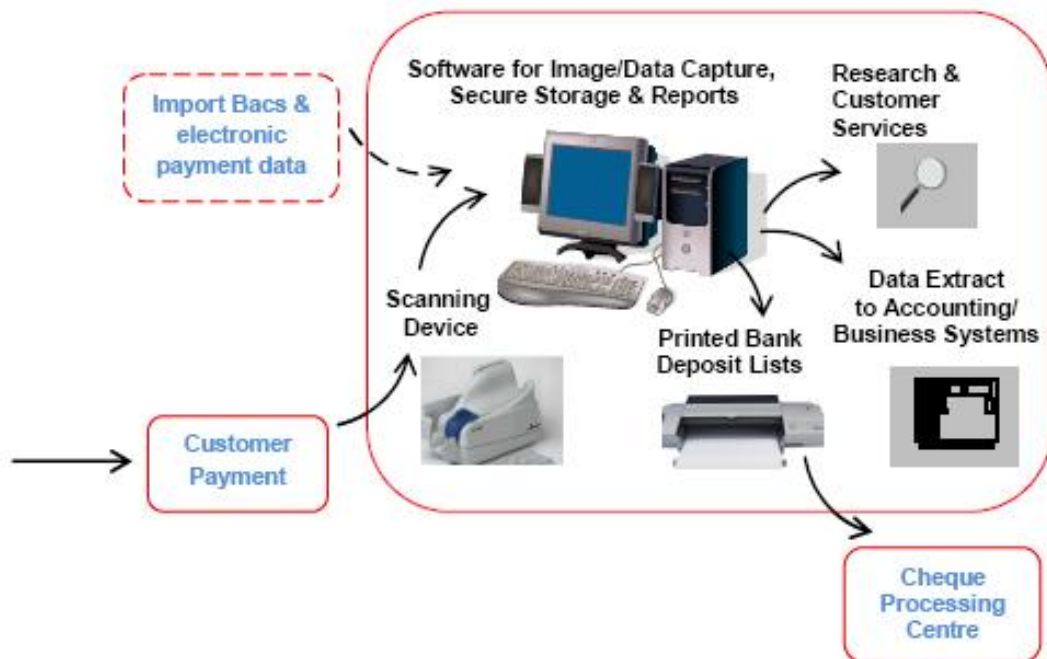 Software for Image/Data Capture,
Secure Storage & Reports
Research &
Customer
Services
Import Bacs &
electronic
payment data
Scanning
Device
Data Extract
to Accounting/
Business Systems
Printed Bank
Deposit Lists
Customer
Payment
Cheque
Processing
Centre